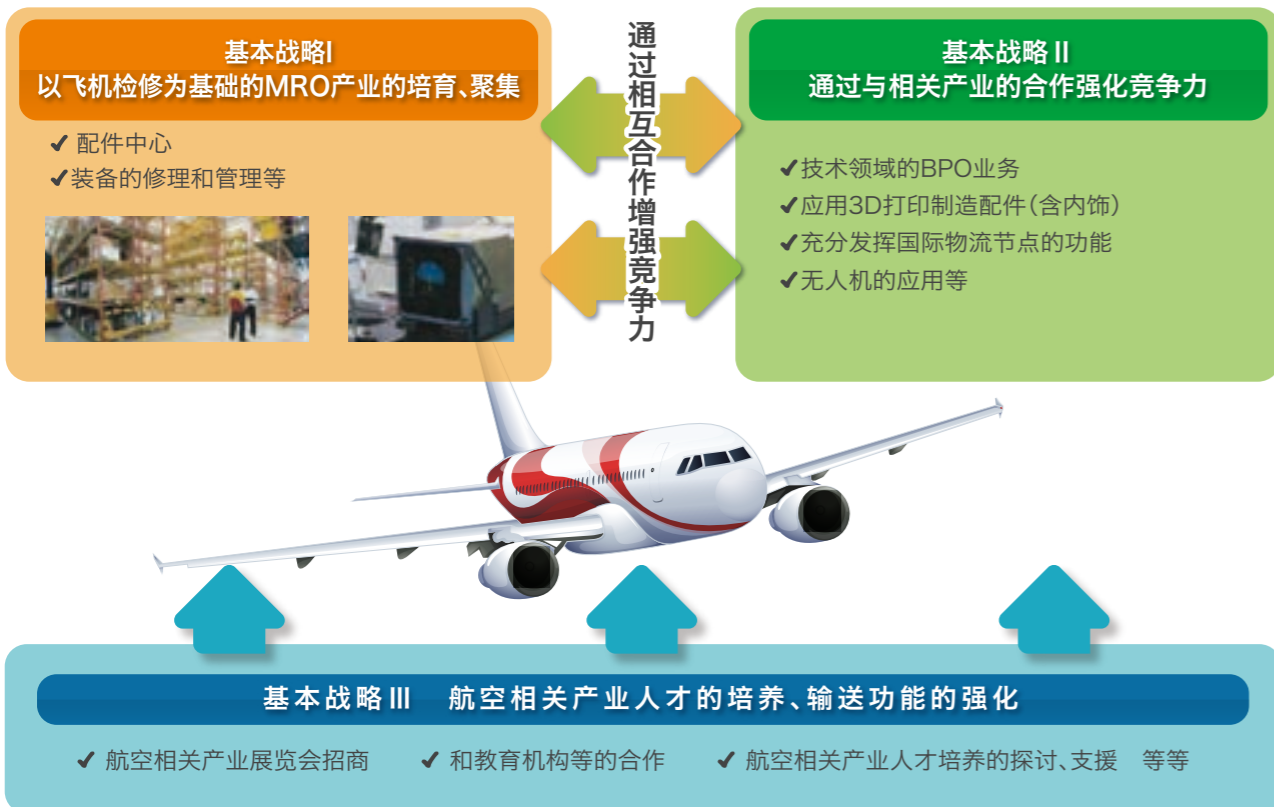 基本战略Ⅰ
以飞机检修为基础的MRO产业的培育、聚集
✔ 配件中心
✔装备的修理和管理等
通过相互合作增强竞争力
基本战略Ⅱ
通过与相关产业的合作强化竞争力
✔技术领域的BPO业务
✔应用3D打印制造配件（含内饰）
✔充分发挥国际物流节点的功能
✔无人机的应用等
基本战略Ⅲ　航空相关产业人才的培养、输送功能的强化
✔ 航空相关产业展览会招商　✔ 和教育机构等的合作　✔ 航空相关产业人才培养的探讨、支援　等等